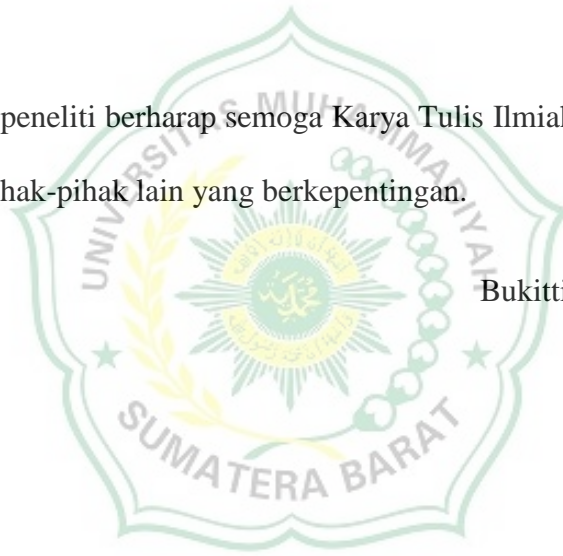 peneliti berharap semoga Karya Tulis Ilmiah
hak-pihak lain yang berkepentingan.
Bukitti
UNIVERSITAS MUHAMMADIYAH
SUMATERA BARAT